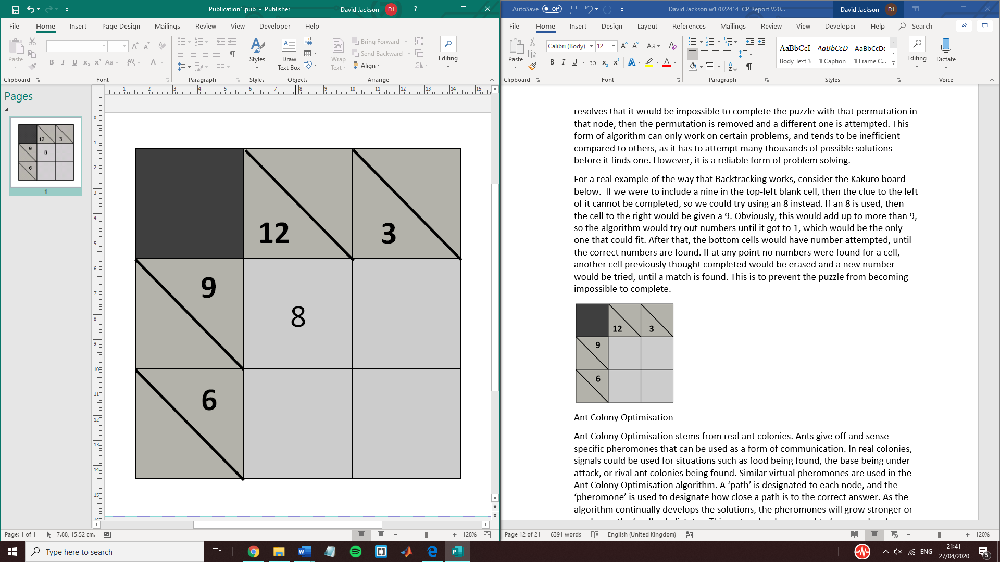 Publication1.pub - Publisher
David Jackson DJ
?
File Home Insert Page Design Mailings Review View Developer Help
Paste
Clipboard
Font
Paragraph
Styles
Styles
Draw Text Box
Objects
Wrap Text
Bring Forward
Send Backward
Align
Arrange
Editing
Pages
12 3
9
8
6
1
12 3
9
8
6
Page: 1 of 1
7.88, 15.52 cm.
128%
AutoSave Off
David Jackson w17022414 ICP Report V20...
David Jackson DJ
File Home Insert Design Layout References Mailings Review View Developer Help Search
Paste
Clipboard
Calibri (Body) 12
Font
Paragraph
AaBbCcI AaBbCcD AaBbCcDc
Body Text 3 ¶ Caption ¶ Frame C...
Styles
Editing
Dictate
Voice
resolves that it would be impossible to complete the puzzle with that permutation in
that node, then the permutation is removed and a different one is attempted. This
form of algorithm can only work on certain problems, and tends to be inefficient
compared to others, as it has to attempt many thousands of possible solutions
before it finds one. However, it is a reliable form of problem solving.
For a real example of the way that Backtracking works, consider the Kakuro board
below.  If we were to include a nine in the top-left blank cell, then the clue to the left
of it cannot be completed, so we could try using an 8 instead. If an 8 is used, then
the cell to the right would be given a 9. Obviously, this would add up to more than 9,
so the algorithm would try out numbers until it got to 1, which would be the only
one that could fit. After that, the bottom cells would have number attempted, until
the correct numbers are found. If at any point no numbers were found for a cell,
another cell previously thought completed would be erased and a new number
would be tried, until a match is found. This is to prevent the puzzle from becoming
impossible to complete.
12 3
9
6
Ant Colony Optimisation
Ant Colony Optimisation stems from real ant colonies. Ants give off and sense
specific pheromones that can be used as a form of communication. In real colonies,
signals could be used for situations such as food being found, the base being under
attack, or rival ant colonies being found. Similar virtual pheromones are used in the
Ant Colony Optimisation algorithm. A ‘path’ is designated to each node, and the
‘pheromone’ is used to designate how close a path is to the correct answer. As the
algorithm continually develops the solutions, the pheromones will grow stronger or
Page 12 of 21
6391 words
English (United Kingdom)
120%
Type here to search
ENG
21:41
27/04/2020
5